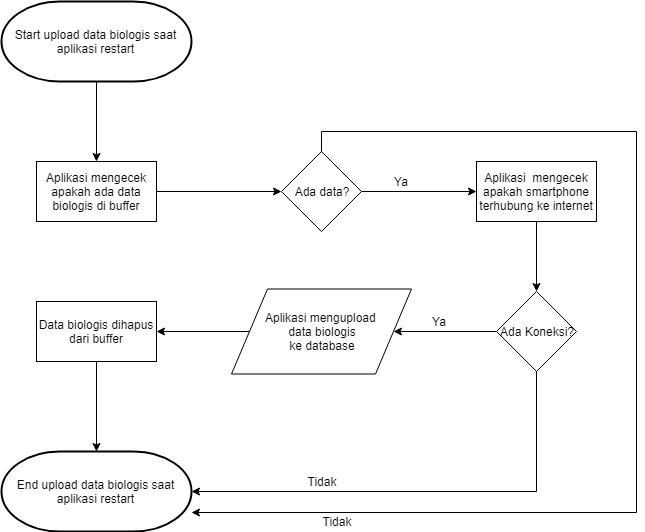 Start upload data biologis saat
aplikasi restart
Aplikasi mengecek
apakah ada data
biologis di buffer
Ada data?
Ya
Aplikasi mengecek
apakah smartphone
terhubung ke internet
Ada Koneksi?
Ya
Aplikasi mengupload
data biologis
ke database
Data biologis dihapus
dari buffer
End upload data biologis saat
aplikasi restart
Tidak
Tidak